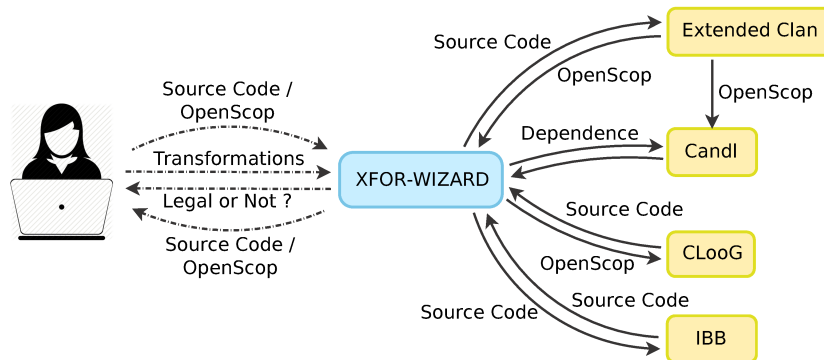 Extended Clan
Source Code
OpenScop
OpenScop
Source Code /
OpenScop
Dependence
Candl
Transformations
XFOR-WIZARD
Legal or Not ?
Source Code
Source Code /
OpenScop
OpenScop
CLooG
Source Code
Source Code
IBB